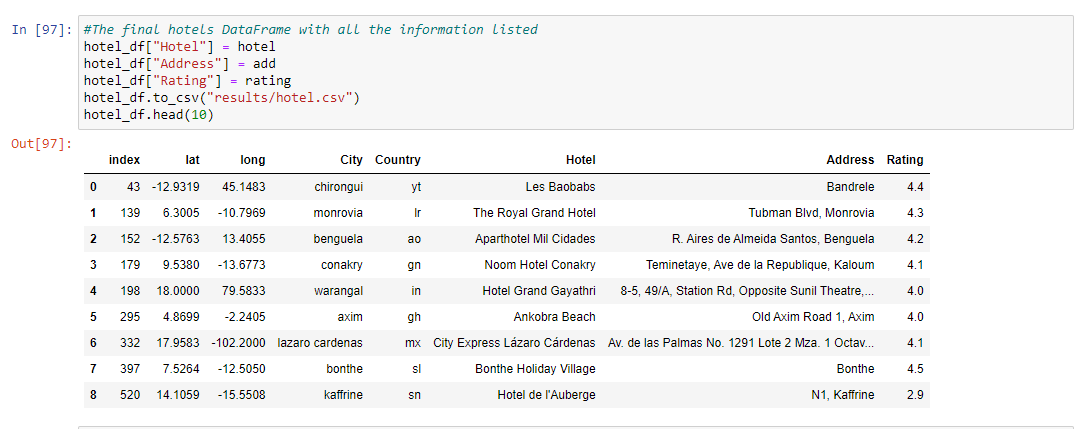 In [97]: #The final hotels DataFrame with all the information listed
hotel_df["Hotel"] = hotel
hotel_df["Address"] = add
hotel_df["Rating"] = rating
hotel_df.to_csv("results/hotel.csv")
hotel_df.head(10)
Out[97]:
index lat long City Country Hotel Address Rating
0 43 -12.9319 45.1483 chirongui yt Les Baobabs Bandrele 4.4
1 139 6.3005 -10.7969 monrovia lr The Royal Grand Hotel Tubman Blvd, Monrovia 4.3
2 152 -12.5763 13.4055 benguela ao Aparthotel Mil Cidades R. Aires de Almeida Santos, Benguela 4.2
3 179 9.5380 -13.6773 conakry gn Noom Hotel Conakry Teminetaye, Ave de la Republique, Kaloum 4.1
4 198 18.0000 79.5833 warangal in Hotel Grand Gayathri 8-5, 49/A, Station Rd, Opposite Sunil Theatre,... 4.0
5 295 4.8699 -2.2405 axim gh Ankobra Beach Old Axim Road 1, Axim 4.0
6 332 17.9583 -102.2000 lazaro cardenas mx City Express Lázaro Cárdenas Av. de las Palmas No. 1291 Lote 2 Mza. 1 Octav... 4.1
7 397 7.5264 -12.5050 bonthe sl Bonthe Holiday Village Bonthe 4.5
8 520 14.1059 -15.5508 kaffrine sn Hotel de l'Auberge N1, Kaffrine 2.9